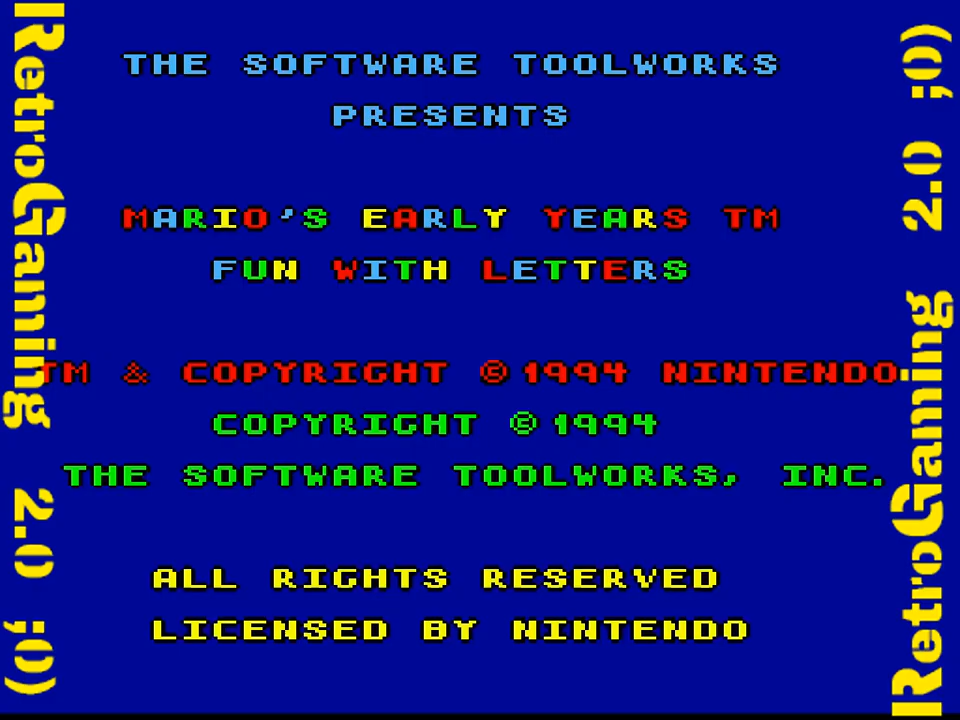 THE SOFTWARE TOOLWORKS
PRESENTS
MARIO'S EARLY YEARS TM
FUN WITH LETTERS
TM & COPYRIGHT © 1994 NINTENDO
COPYRIGHT © 1994
THE SOFTWARE TOOLWORKS, INC.
ALL RIGHTS RESERVED
LICENSED BY NINTENDO
RetroGaming 2.0 ;0)
RetroGaming 2.0 ;0)